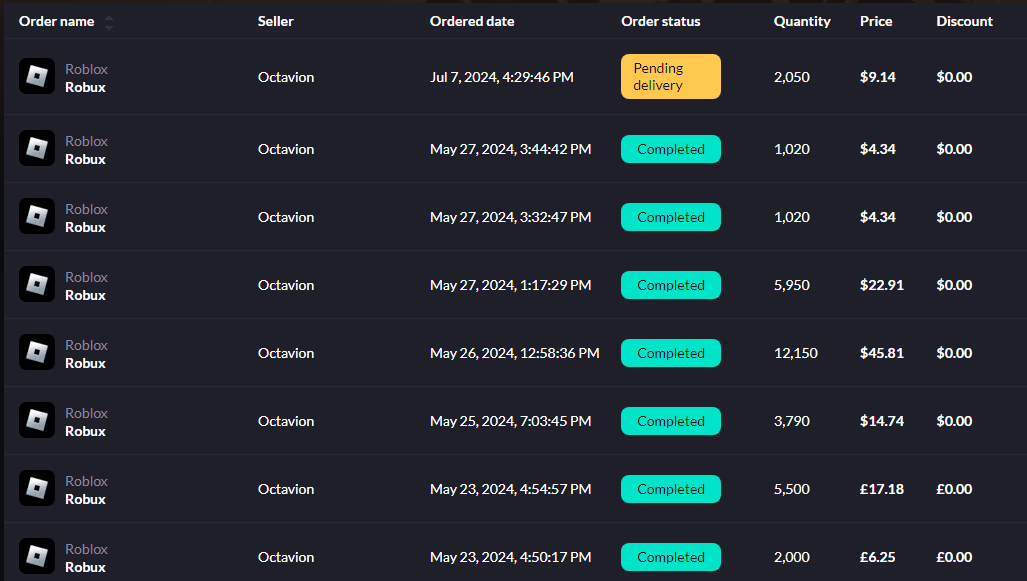 Order name Seller Ordered date Order status Quantity Price Discount
Roblox
Robux
Octavion Jul 7, 2024, 4:29:46 PM Pending delivery 2,050 $9.14 $0.00
Roblox
Robux
Octavion May 27, 2024, 3:44:42 PM Completed 1,020 $4.34 $0.00
Roblox
Robux
Octavion May 27, 2024, 3:32:47 PM Completed 1,020 $4.34 $0.00
Roblox
Robux
Octavion May 27, 2024, 1:17:29 PM Completed 5,950 $22.91 $0.00
Roblox
Robux
Octavion May 26, 2024, 12:58:36 PM Completed 12,150 $45.81 $0.00
Roblox
Robux
Octavion May 25, 2024, 7:03:45 PM Completed 3,790 $14.74 $0.00
Roblox
Robux
Octavion May 23, 2024, 4:54:57 PM Completed 5,500 £17.18 £0.00
Roblox
Robux
Octavion May 23, 2024, 4:50:17 PM Completed 2,000 £6.25 £0.00